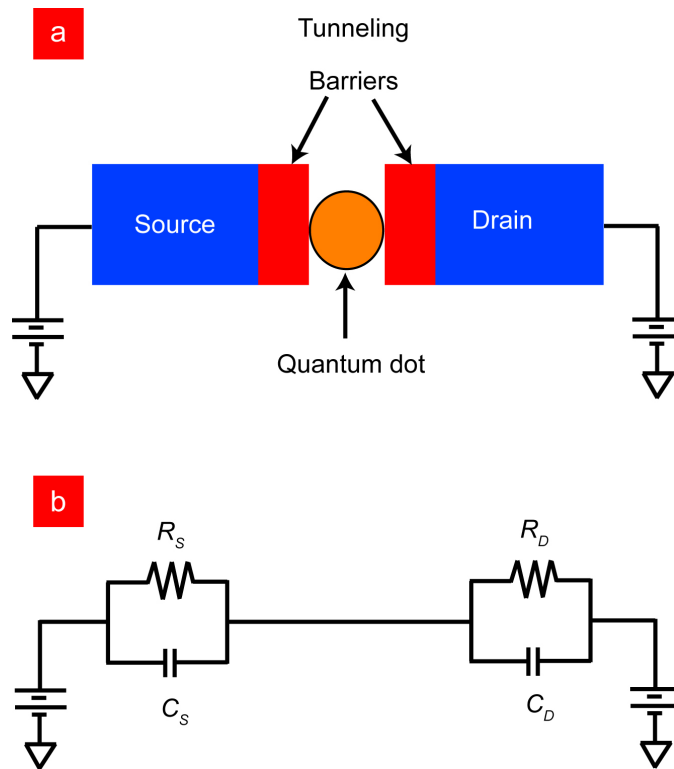 a
Tunneling
Barriers
Source
Drain
Quantum dot
b
R_S
R_D
C_S
C_D